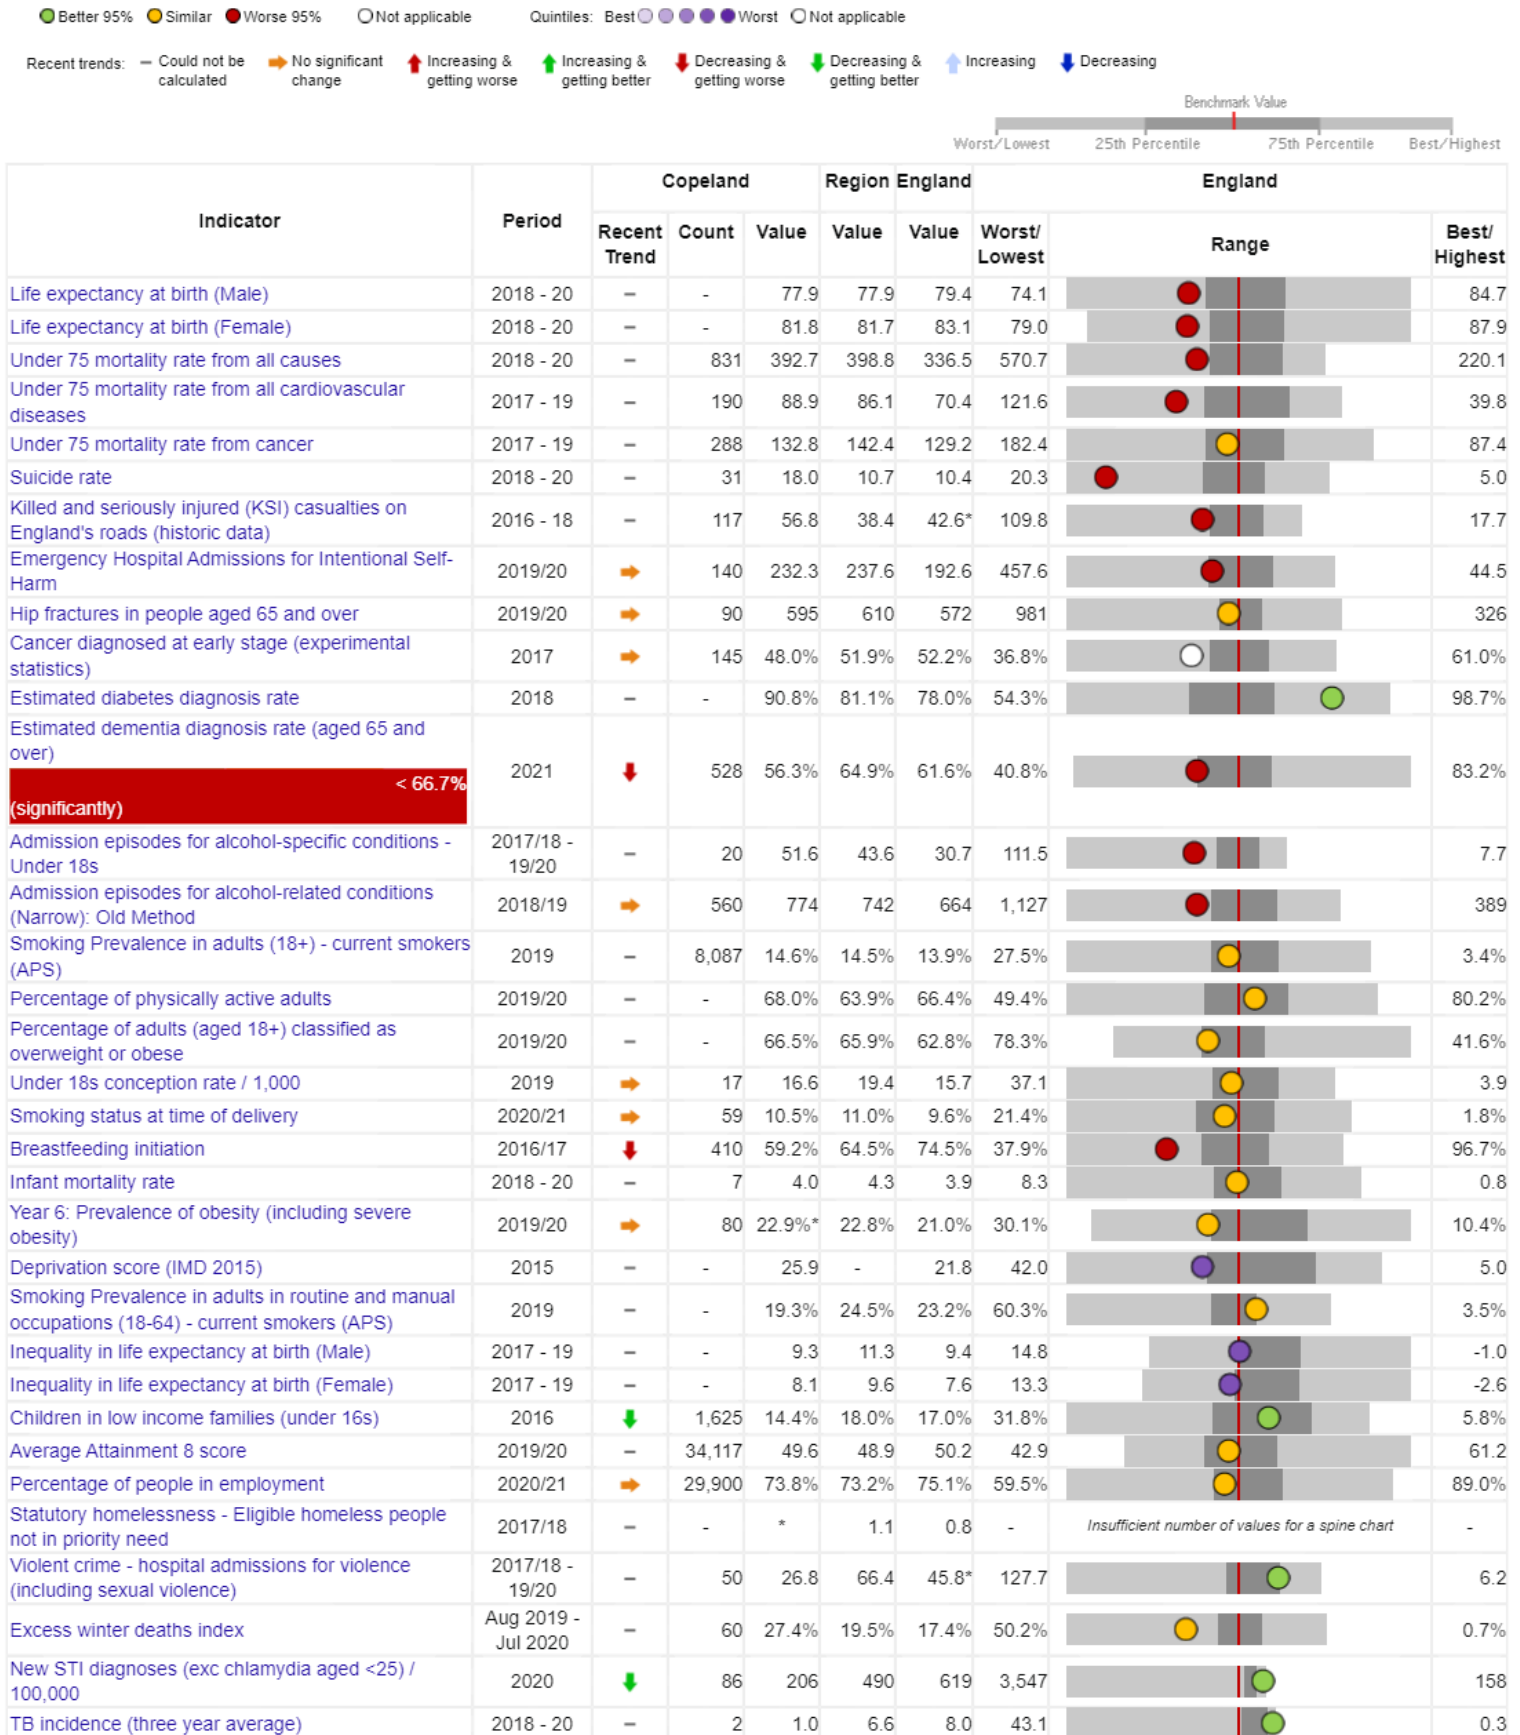 Better 95% Similar Worse 95% Not applicable Quintiles: Best Worst Not applicable
Recent trends: – Could not be calculated No significant change Increasing & getting worse Increasing & getting better Decreasing & getting worse Decreasing & getting better Increasing Decreasing
Benchmark Value
Worst/Lowest 25th Percentile 75th Percentile Best/Highest
Indicator Period Copeland Region England England
Recent Trend Count Value Value Value Worst/ Lowest Range Best/ Highest
Life expectancy at birth (Male) 2018 - 20 – - 77.9 77.9 79.4 74.1 84.7
Life expectancy at birth (Female) 2018 - 20 – - 81.8 81.7 83.1 79.0 87.9
Under 75 mortality rate from all causes 2018 - 20 – 831 392.7 398.8 336.5 570.7 220.1
Under 75 mortality rate from all cardiovascular diseases 2017 - 19 – 190 88.9 86.1 70.4 121.6 39.8
Under 75 mortality rate from cancer 2017 - 19 – 288 132.8 142.4 129.2 182.4 87.4
Suicide rate 2018 - 20 – 31 18.0 10.7 10.4 20.3 5.0
Killed and seriously injured (KSI) casualties on England's roads (historic data) 2016 - 18 – 117 56.8 38.4 42.6* 109.8 17.7
Emergency Hospital Admissions for Intentional Self-Harm 2019/20 140 232.3 237.6 192.6 457.6 44.5
Hip fractures in people aged 65 and over 2019/20 90 595 610 572 981 326
Cancer diagnosed at early stage (experimental statistics) 2017 145 48.0% 51.9% 52.2% 36.8% 61.0%
Estimated diabetes diagnosis rate 2018 – - 90.8% 81.1% 78.0% 54.3% 98.7%
Estimated dementia diagnosis rate (aged 65 and over) < 66.7% (significantly) 2021 528 56.3% 64.9% 61.6% 40.8% 83.2%
Admission episodes for alcohol-specific conditions - Under 18s 2017/18 - 19/20 – 20 51.6 43.6 30.7 111.5 7.7
Admission episodes for alcohol-related conditions (Narrow): Old Method 2018/19 560 774 742 664 1,127 389
Smoking Prevalence in adults (18+) - current smokers (APS) 2019 – 8,087 14.6% 14.5% 13.9% 27.5% 3.4%
Percentage of physically active adults 2019/20 – - 68.0% 63.9% 66.4% 49.4% 80.2%
Percentage of adults (aged 18+) classified as overweight or obese 2019/20 – - 66.5% 65.9% 62.8% 78.3% 41.6%
Under 18s conception rate / 1,000 2019 17 16.6 19.4 15.7 37.1 3.9
Smoking status at time of delivery 2020/21 59 10.5% 11.0% 9.6% 21.4% 1.8%
Breastfeeding initiation 2016/17 410 59.2% 64.5% 74.5% 37.9% 96.7%
Infant mortality rate 2018 - 20 – 7 4.0 4.3 3.9 8.3 0.8
Year 6: Prevalence of obesity (including severe obesity) 2019/20 80 22.9%* 22.8% 21.0% 30.1% 10.4%
Deprivation score (IMD 2015) 2015 – - 25.9 - 21.8 42.0 5.0
Smoking Prevalence in adults in routine and manual occupations (18-64) - current smokers (APS) 2019 – - 19.3% 24.5% 23.2% 60.3% 3.5%
Inequality in life expectancy at birth (Male) 2017 - 19 – - 9.3 11.3 9.4 14.8 -1.0
Inequality in life expectancy at birth (Female) 2017 - 19 – - 8.1 9.6 7.6 13.3 -2.6
Children in low income families (under 16s) 2016 1,625 14.4% 18.0% 17.0% 31.8% 5.8%
Average Attainment 8 score 2019/20 – 34,117 49.6 48.9 50.2 42.9 61.2
Percentage of people in employment 2020/21 29,900 73.8% 73.2% 75.1% 59.5% 89.0%
Statutory homelessness - Eligible homeless people not in priority need 2017/18 – - * 1.1 0.8 - Insufficient number of values for a spine chart -
Violent crime - hospital admissions for violence (including sexual violence) 2017/18 - 19/20 – 50 26.8 66.4 45.8* 127.7 6.2
Excess winter deaths index Aug 2019 - Jul 2020 – 60 27.4% 19.5% 17.4% 50.2% 0.7%
New STI diagnoses (exc chlamydia aged <25) / 100,000 2020 86 206 490 619 3,547 158
TB incidence (three year average) 2018 - 20 – 2 1.0 6.6 8.0 43.1 0.3